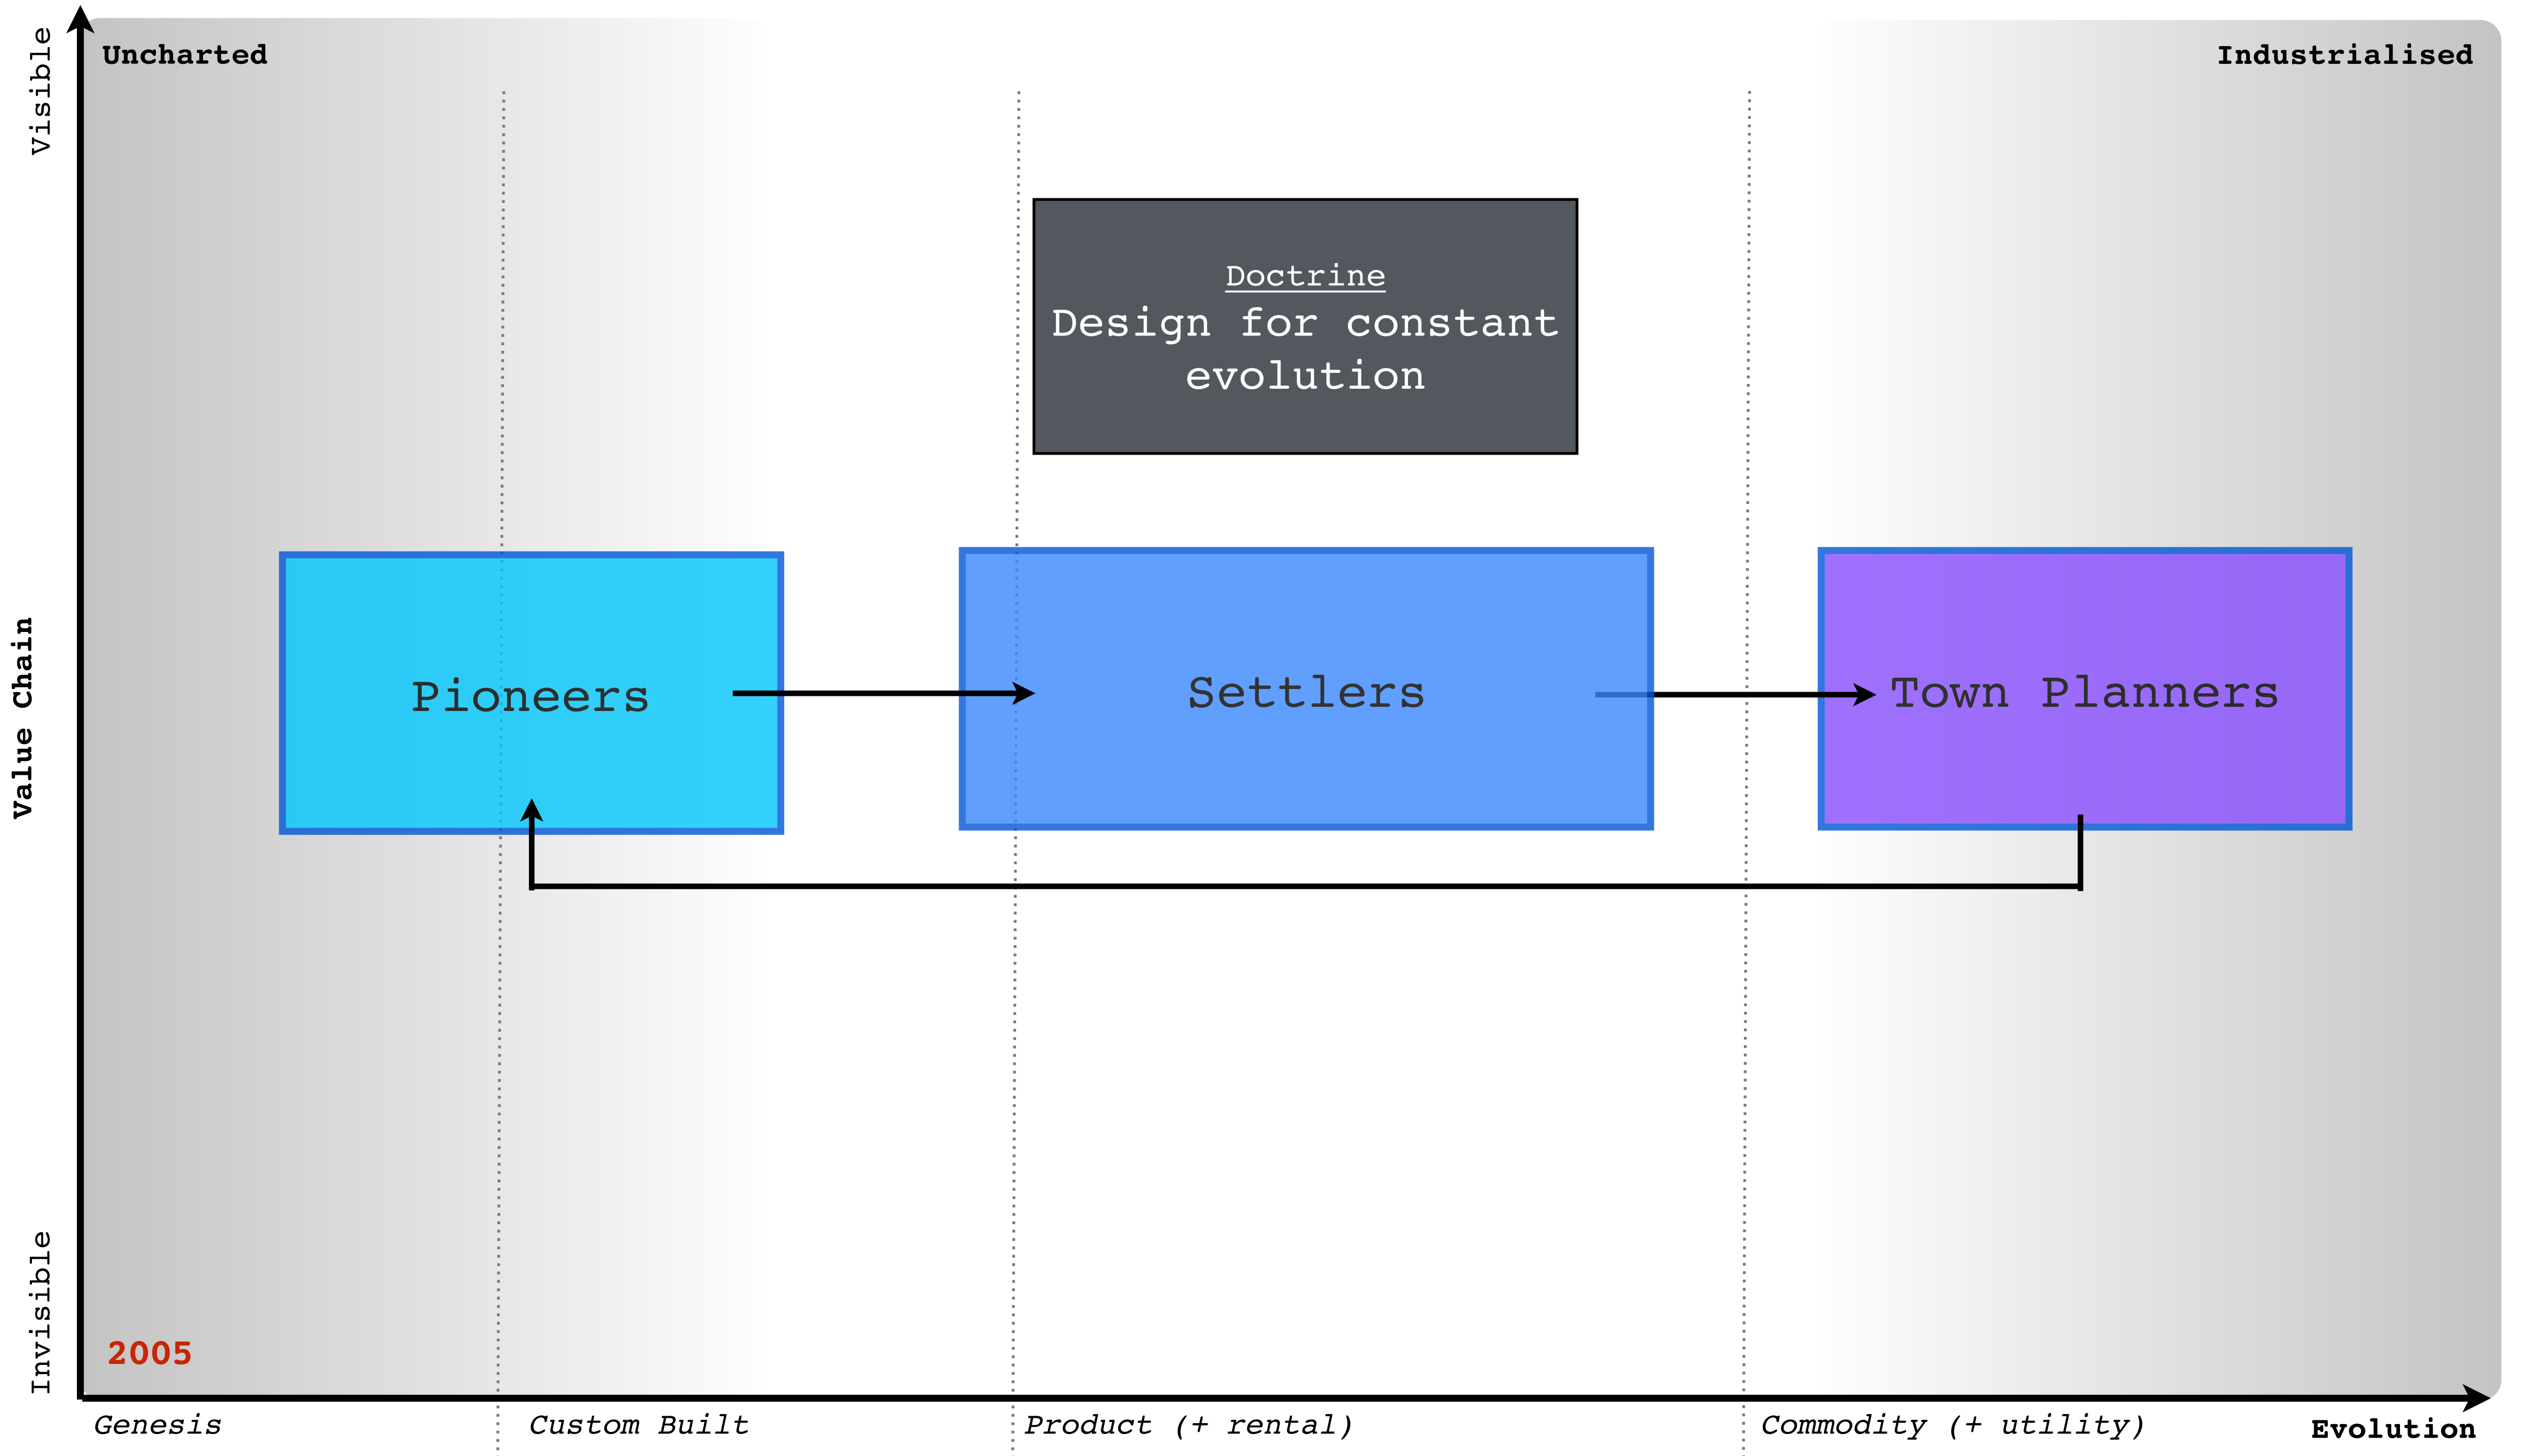 Visible
Uncharted
Industrialised
Doctrine
Design for constant
evolution
Value Chain
Pioneers
Settlers
Town Planners
Invisible
2005
Genesis
Custom Built
Product (+ rental)
Commodity (+ utility)
Evolution